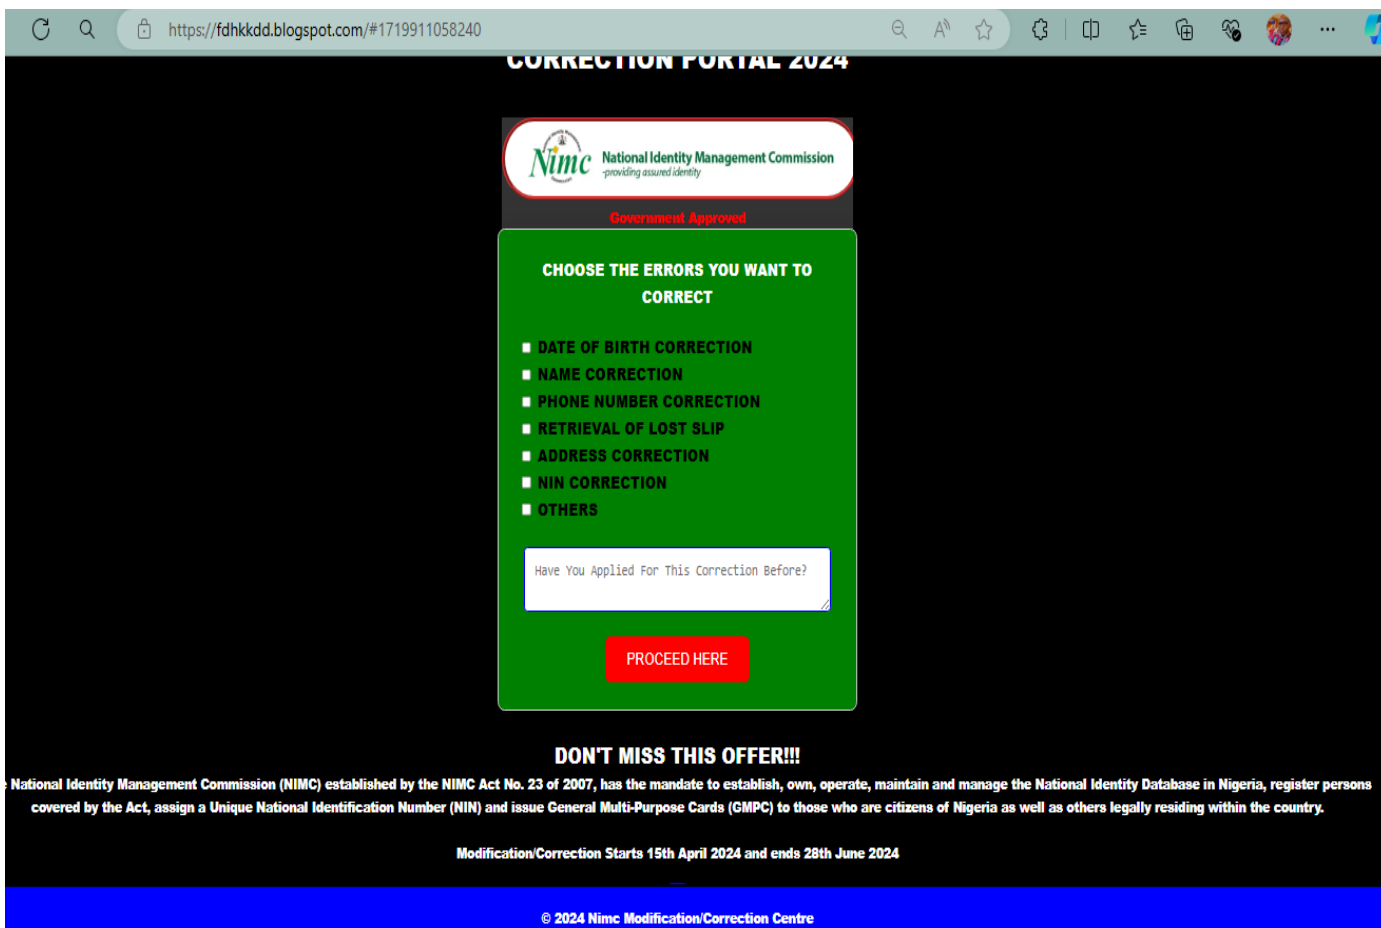 https://fdhkkdd.blogspot.com/#1719911058240
CORRECTION PORTAL 2024
Nimc National Identity Management Commission
-providing assured identity
Government Approved
CHOOSE THE ERRORS YOU WANT TO
CORRECT
DATE OF BIRTH CORRECTION
NAME CORRECTION
PHONE NUMBER CORRECTION
RETRIEVAL OF LOST SLIP
ADDRESS CORRECTION
NIN CORRECTION
OTHERS
Have You Applied For This Correction Before?
PROCEED HERE
DON'T MISS THIS OFFER!!!
National Identity Management Commission (NIMC) established by the NIMC Act No. 23 of 2007, has the mandate to establish, own, operate, maintain and manage the National Identity Database in Nigeria, register persons
covered by the Act, assign a Unique National Identification Number (NIN) and issue General Multi-Purpose Cards (GMPC) to those who are citizens of Nigeria as well as others legally residing within the country.
Modification/Correction Starts 15th April 2024 and ends 28th June 2024
© 2024 Nimc Modification/Correction Centre